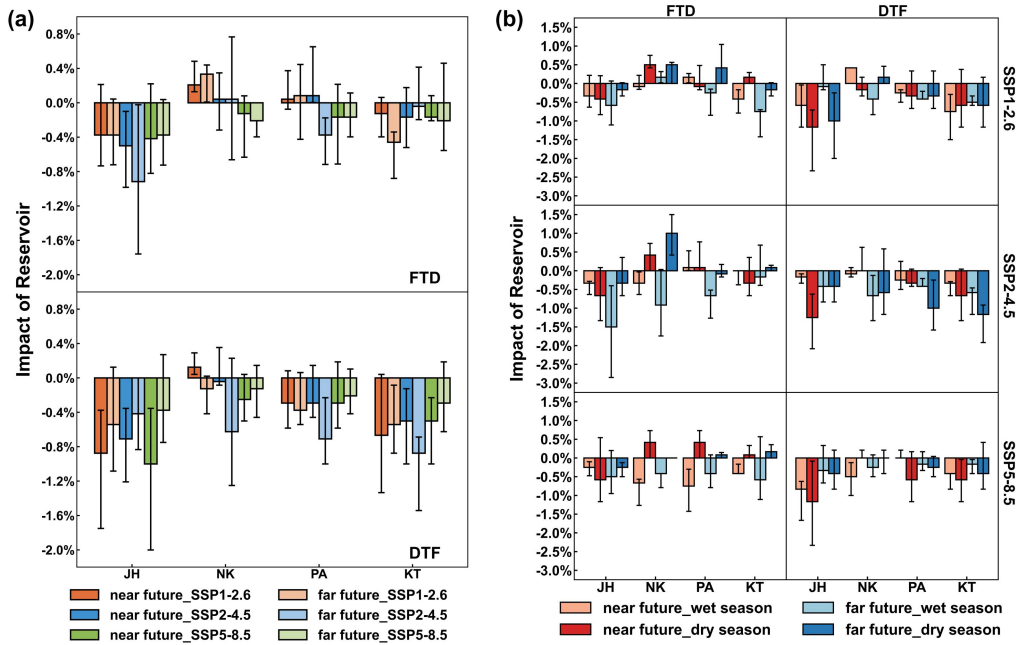 (a)
Impact of Reservoir
0.8%
0.4%
0.0%
-0.4%
-0.8%
-1.2%
-1.6%
-2.0%
FTD
0.8%
0.4%
0.0%
-0.4%
-0.8%
-1.2%
-1.6%
-2.0%
DTF
JH NK PA KT
near future_SSP1-2.6 far future_SSP1-2.6
near future_SSP2-4.5 far future_SSP2-4.5
near future_SSP5-8.5 far future_SSP5-8.5
(b)
FTD DTF
Impact of Reservoir
1.5%
1.0%
0.5%
0.0%
-0.5%
-1.0%
-1.5%
-2.0%
-2.5%
-3.0%
SSP1-2.6
1.5%
1.0%
0.5%
0.0%
-0.5%
-1.0%
-1.5%
-2.0%
-2.5%
-3.0%
SSP2-4.5
1.5%
1.0%
0.5%
0.0%
-0.5%
-1.0%
-1.5%
-2.0%
-2.5%
-3.0%
SSP5-8.5
JH NK PA KT JH NK PA KT
near future_wet season far future_wet season
near future_dry season far future_dry season